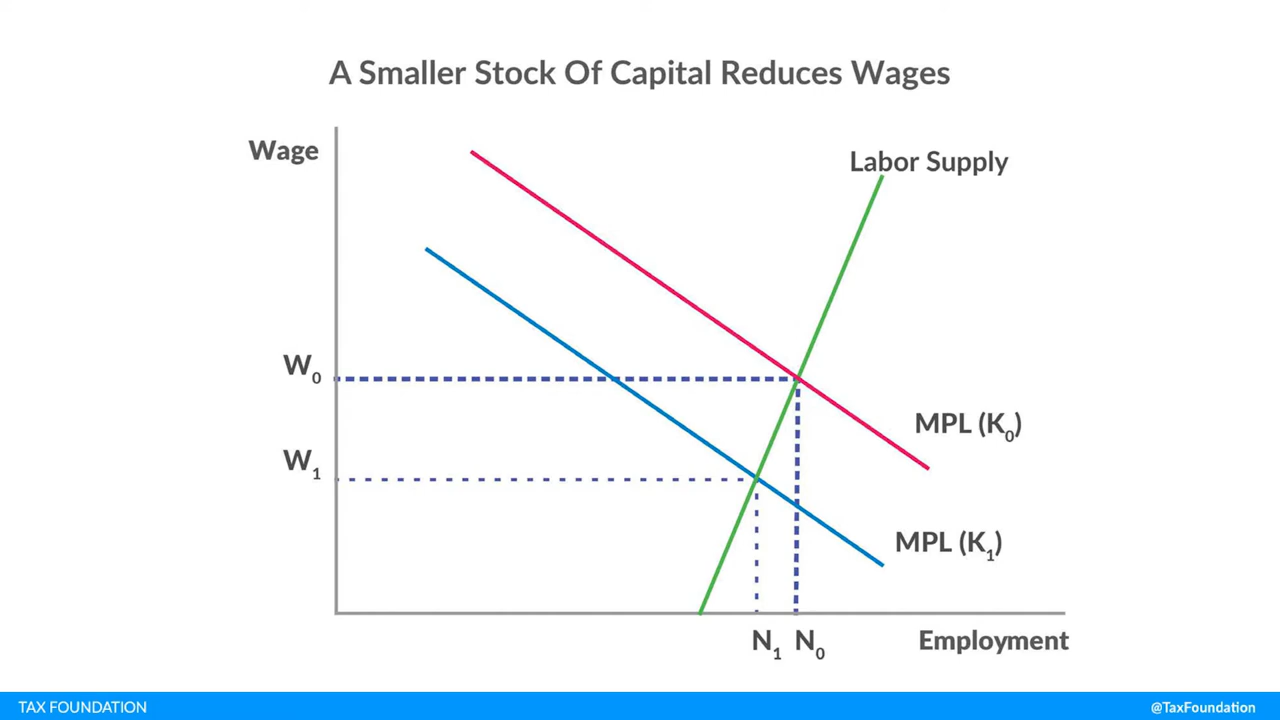 A Smaller Stock Of Capital Reduces Wages
Wage
Labor Supply
W₀
MPL (K₀)
W₁
MPL (K₁)
N₁ N₀
Employment
TAX FOUNDATION
@TaxFoundation